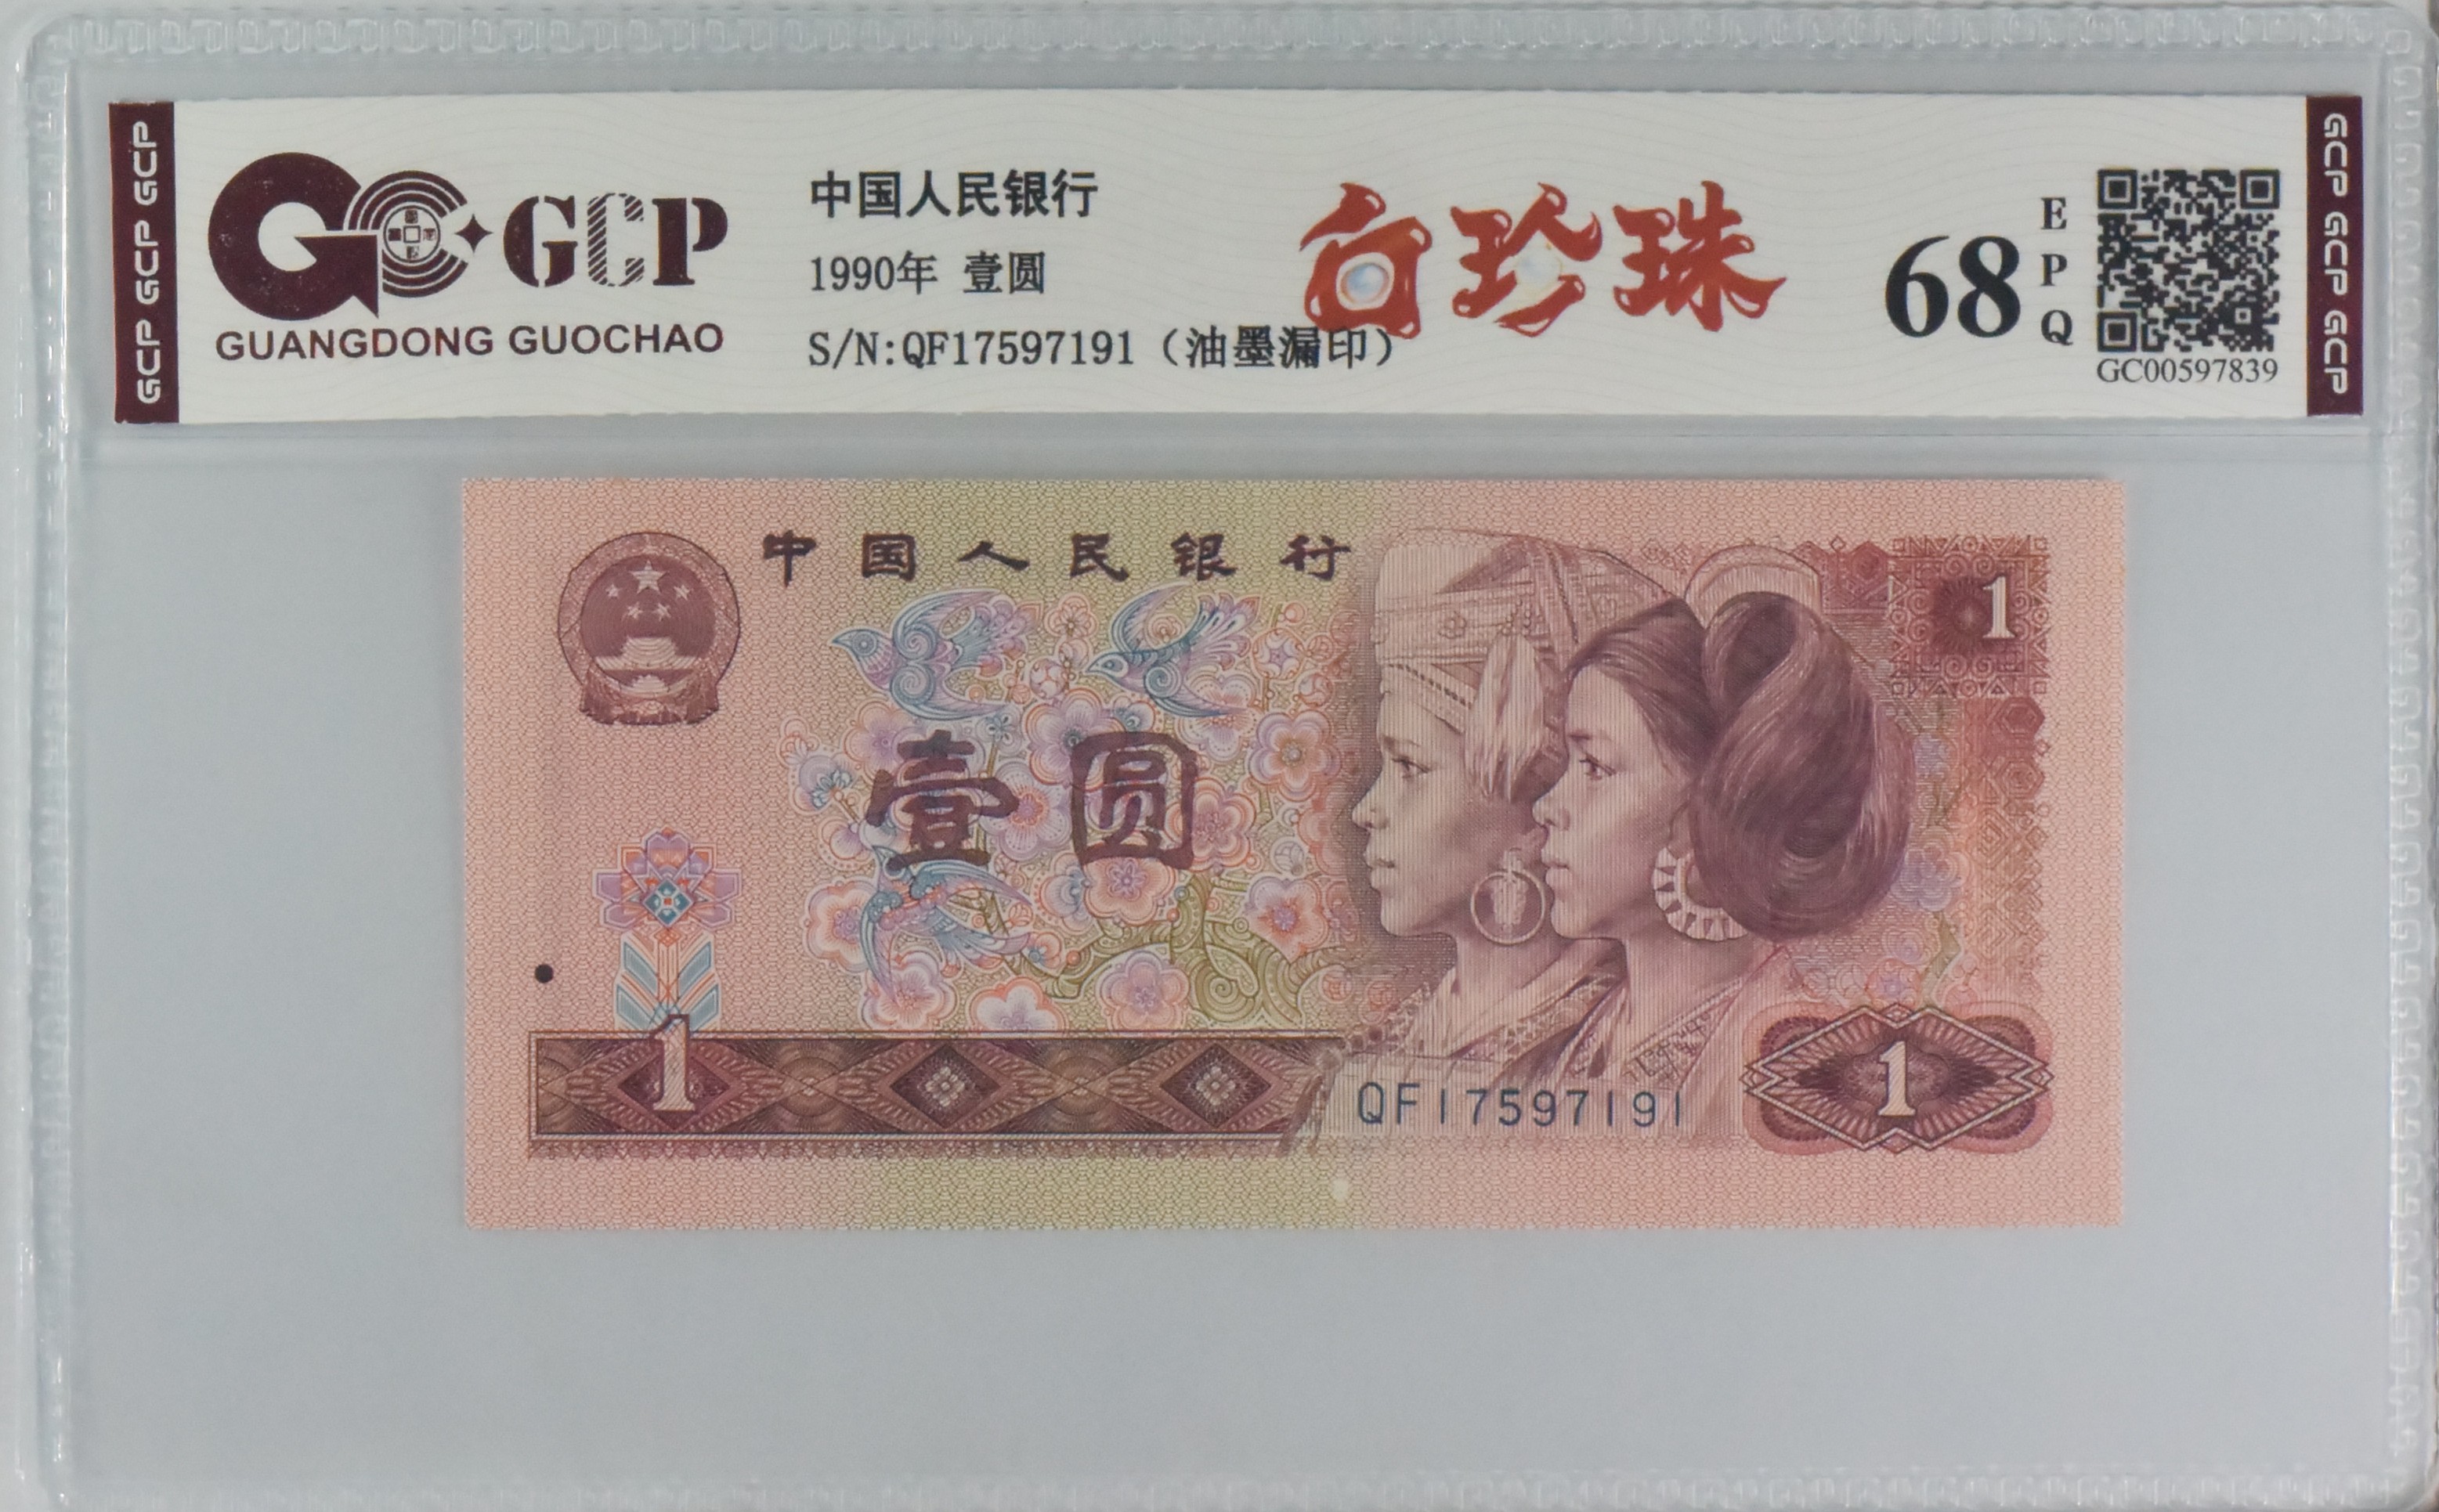 GCP GCP GCP
GCP
GUANGDONG GUOCHAO
中国人民银行
1990年 壹圆
S/N:QF17597191（油墨漏印）
白珍珠
68
EPQ
GC00597839
GCP GCP GCP
中国人民银行
1
壹圆
1
QF17597191
1